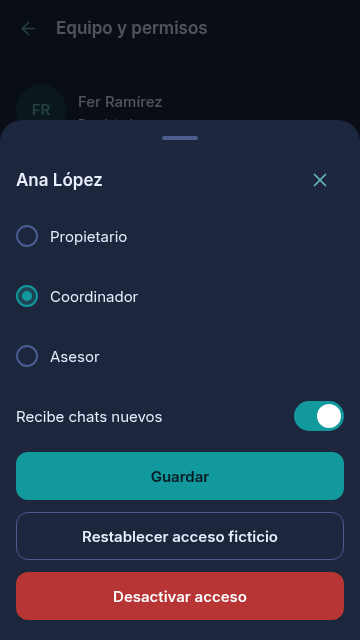 Equipo y permisos
FR
Fer Ramírez
Ana López
Propietario
Coordinador
Asesor
Recibe chats nuevos
Guardar
Restablecer acceso ficticio
Desactivar acceso